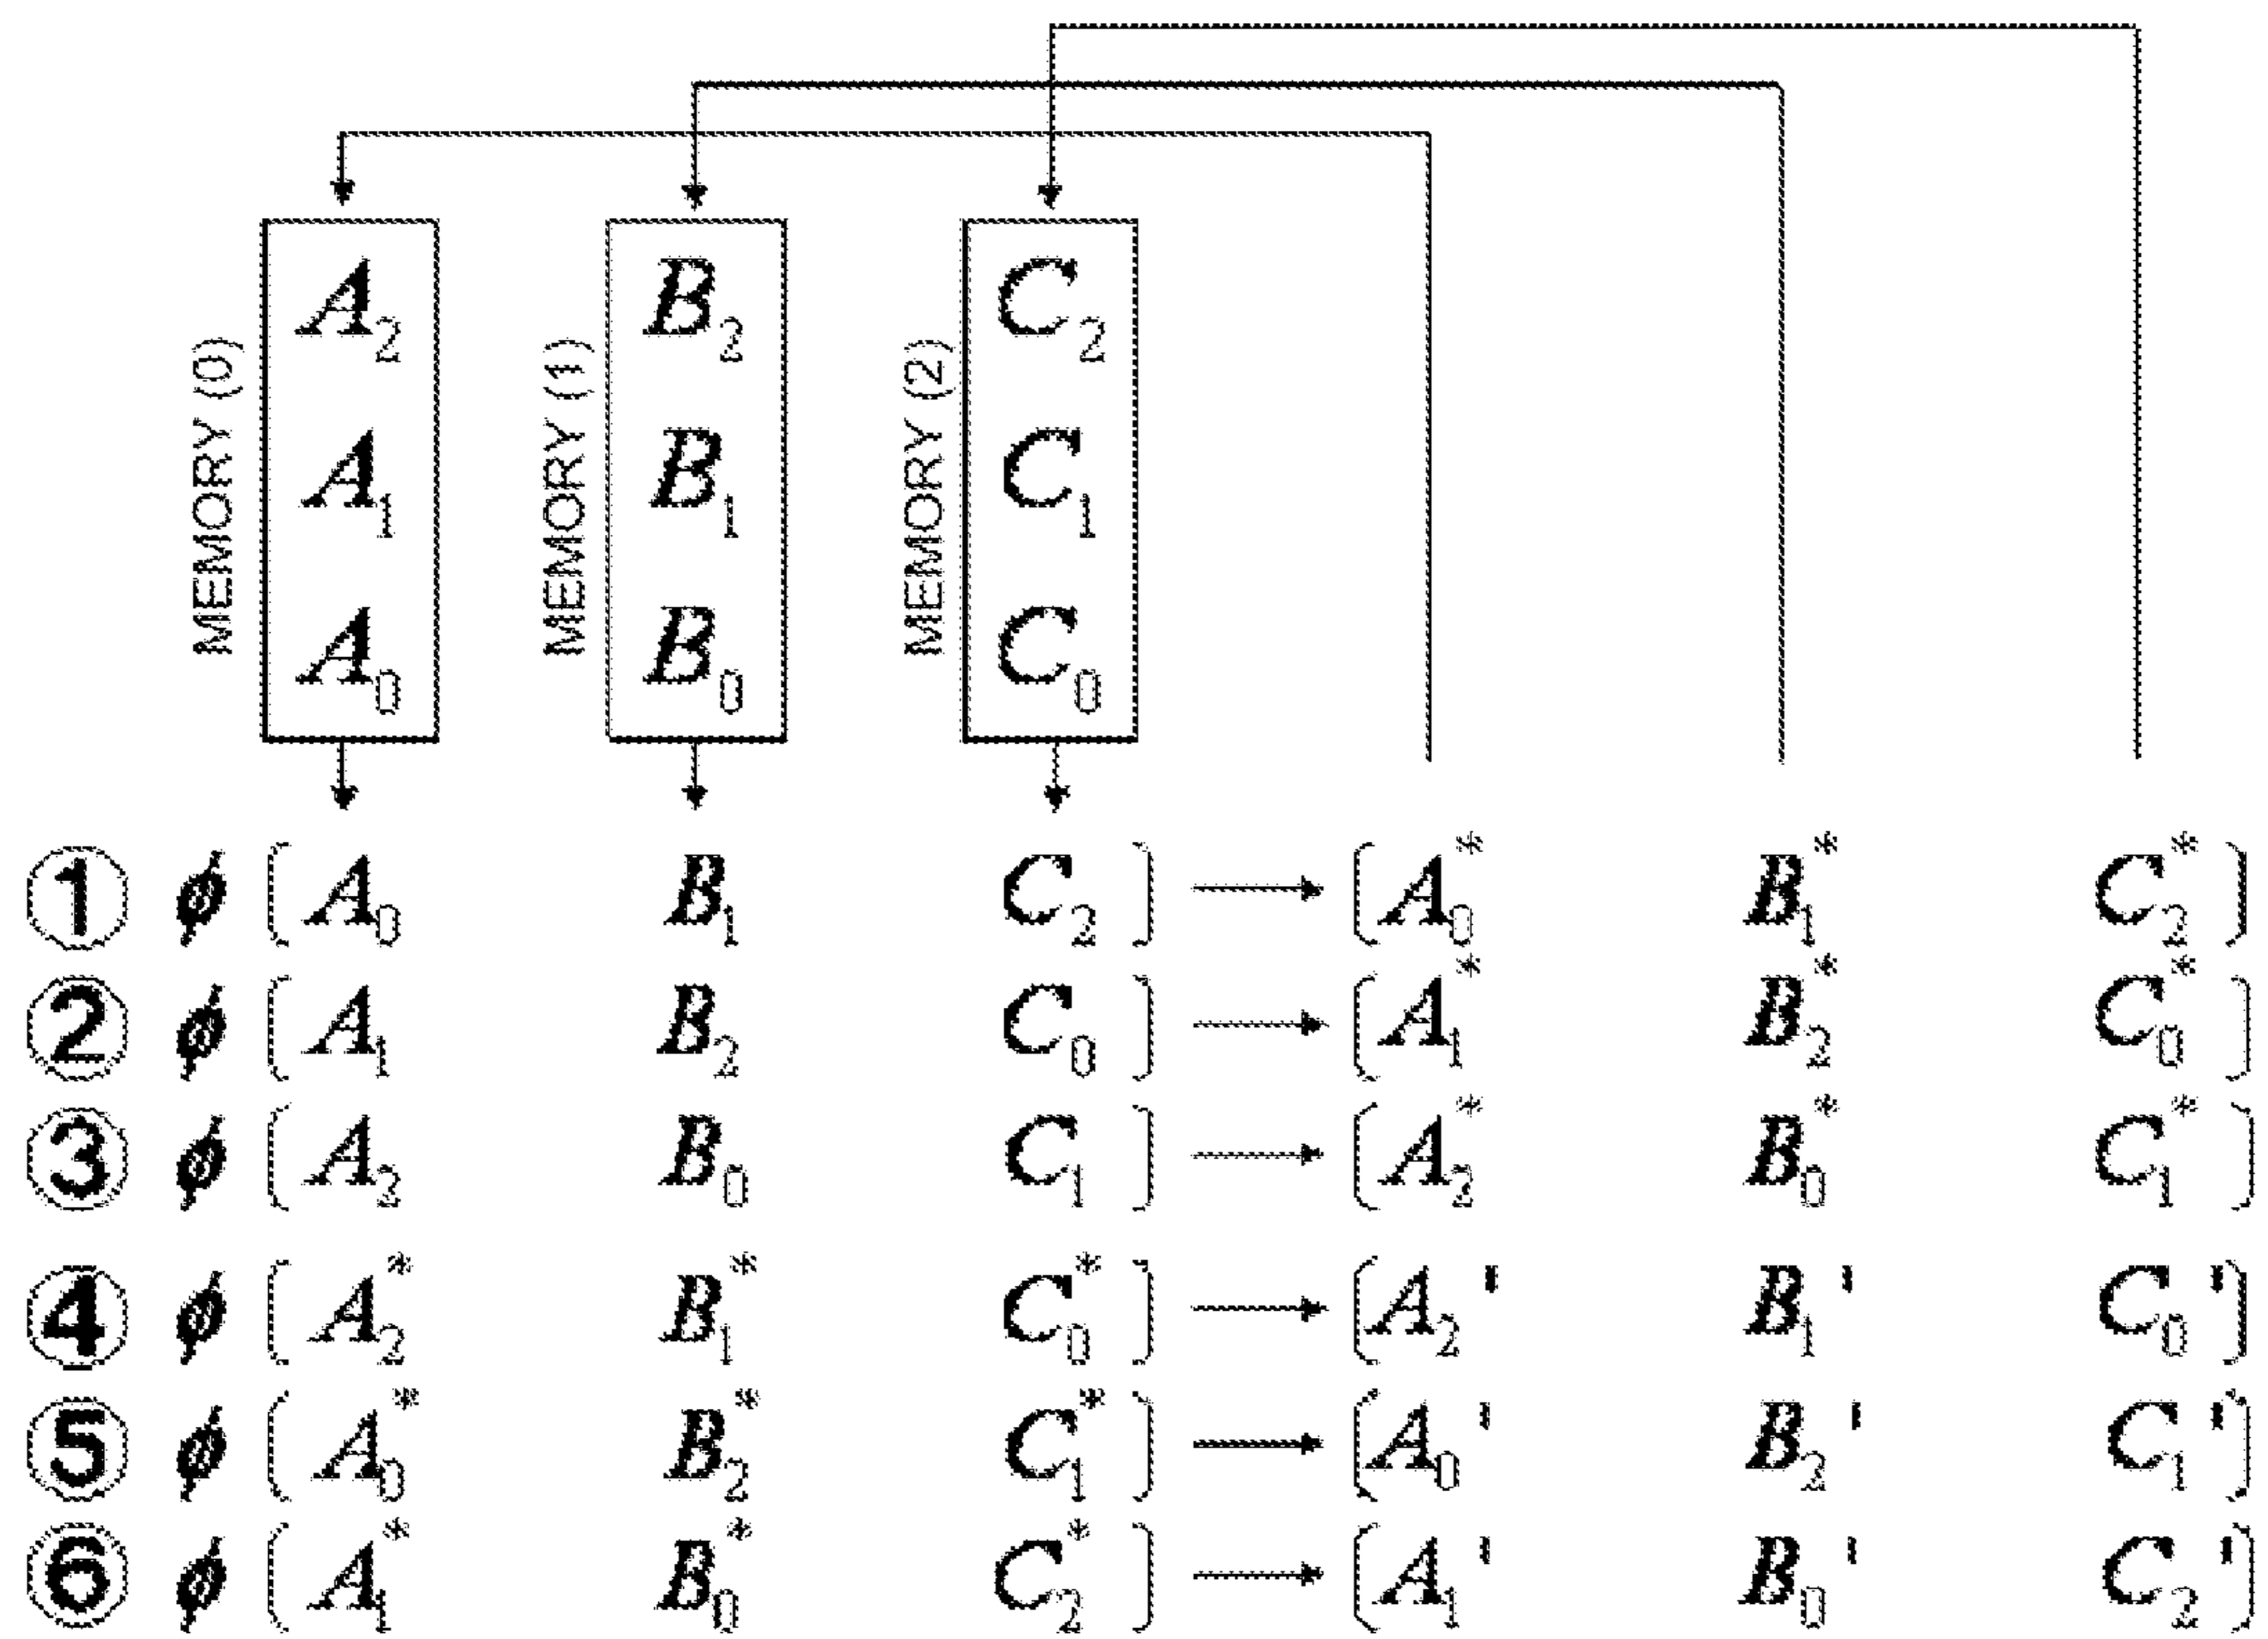 MEMORY (0) A₂ A₁ A₀
MEMORY (1) B₂ B₁ B₀
MEMORY (2) C₂ C₁ C₀
① ϕ [A₀ B₁ C₂] → [A₀* B₁* C₂*]
② ϕ [A₁ B₂ C₀] → [A₁* B₂* C₀*]
③ ϕ [A₂ B₀ C₁] → [A₂* B₀* C₁*]
④ ϕ [A₂* B₁* C₀*] → [A₂' B₁' C₀']
⑤ ϕ [A₀* B₂* C₁*] → [A₀' B₂' C₁']
⑥ ϕ [A₁* B₀* C₂*] → [A₁' B₀' C₂']